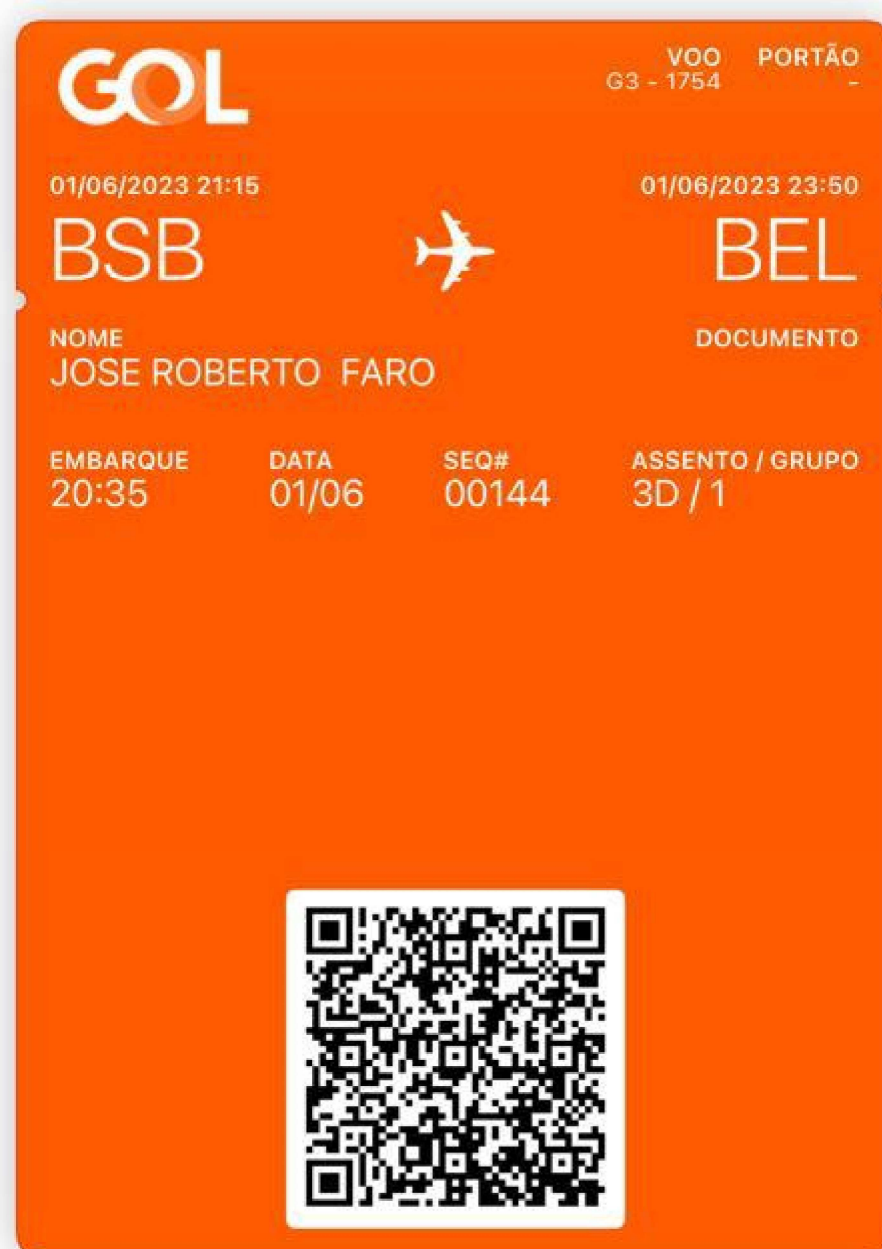 GOL
VOO PORTÃO
G3 - 1754 -
01/06/2023 21:15 01/06/2023 23:50
BSB BEL
NOME DOCUMENTO
JOSE ROBERTO FARO
EMBARQUE DATA SEQ# ASSENTO / GRUPO
20:35 01/06 00144 3D / 1